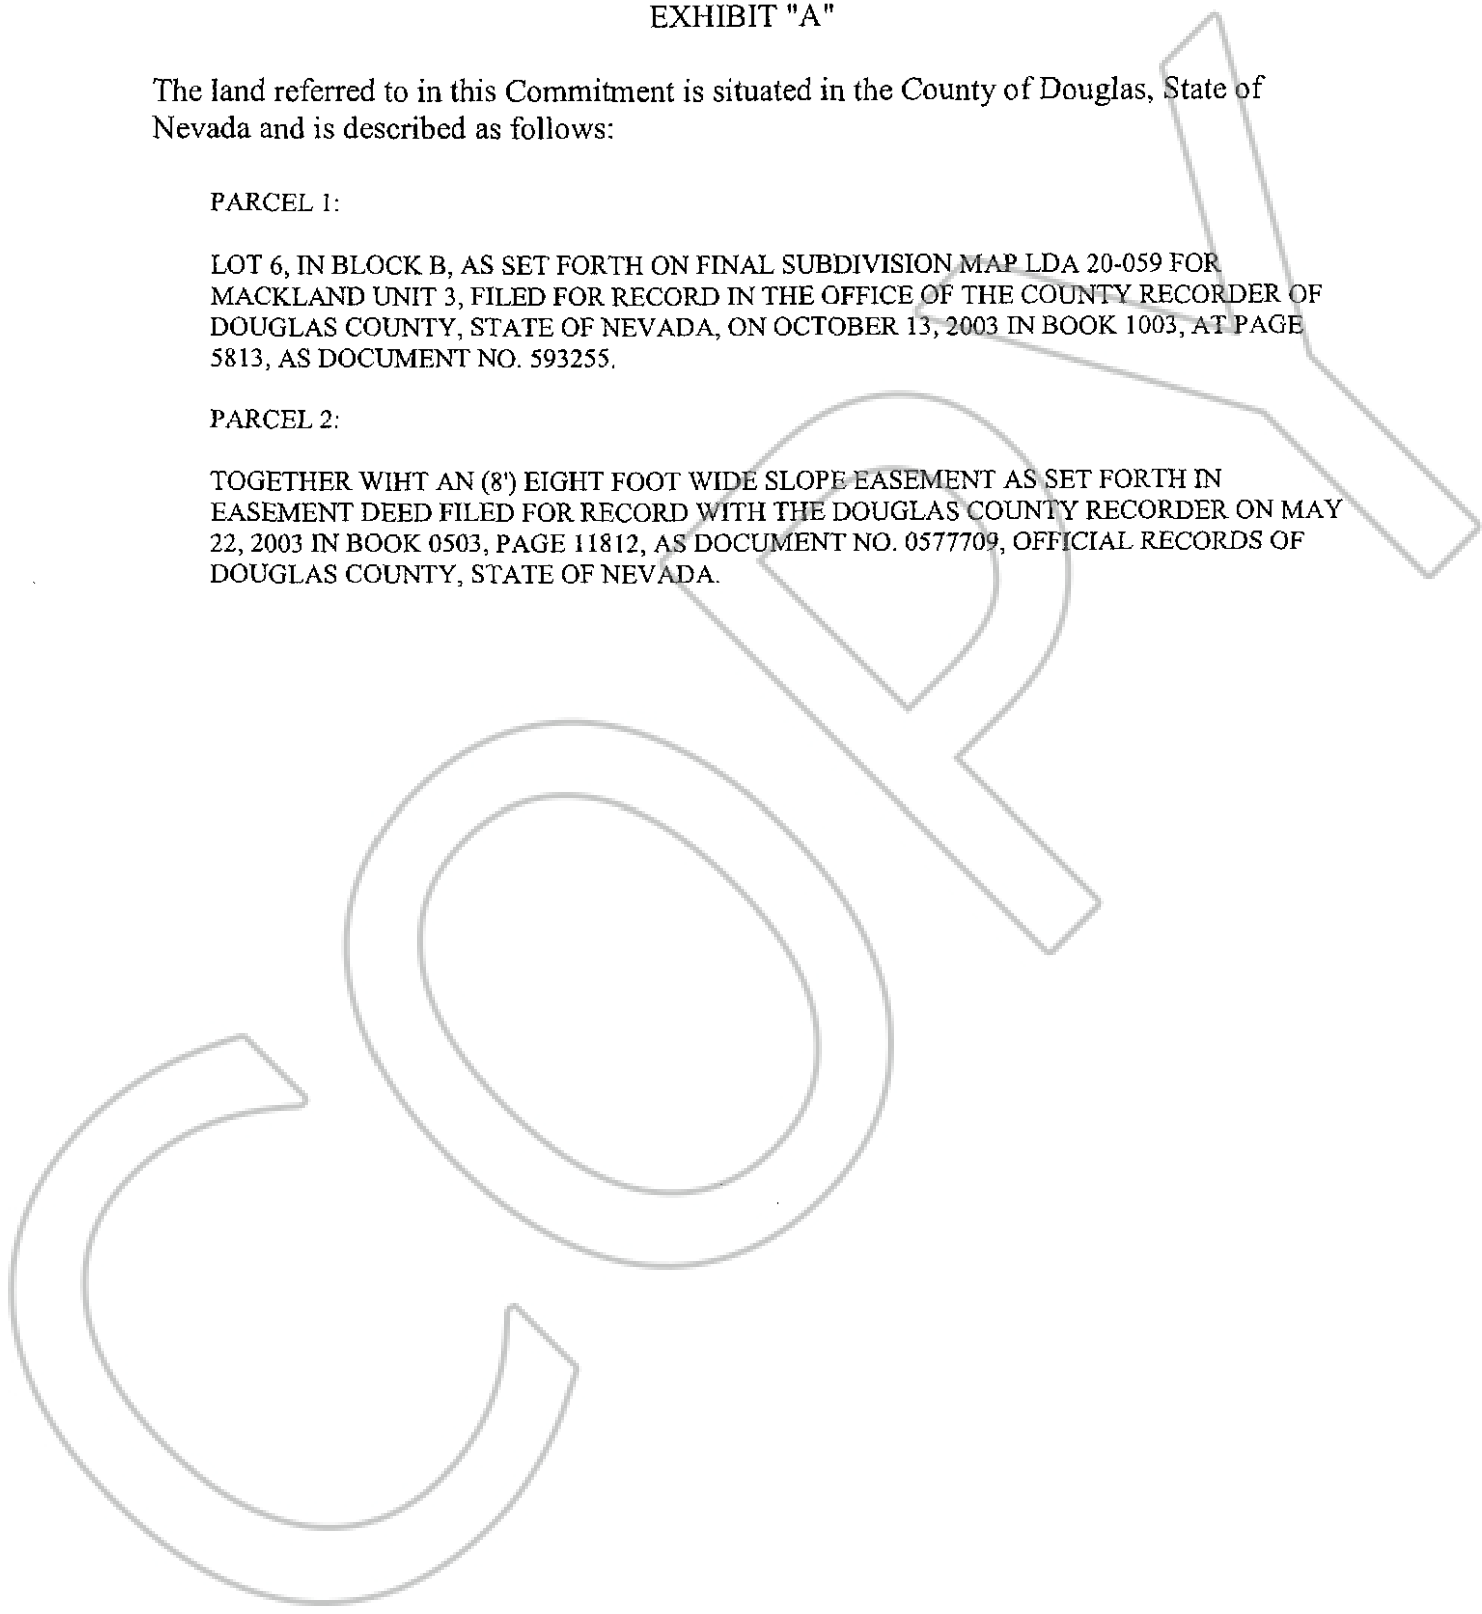 EXHIBIT "A"
The land referred to in this Commitment is situated in the County of Douglas, State of
Nevada and is described as follows:
PARCEL 1:
LOT 6, IN BLOCK B, AS SET FORTH ON FINAL SUBDIVISION MAP LDA 20-059 FOR
MACKLAND UNIT 3, FILED FOR RECORD IN THE OFFICE OF THE COUNTY RECORDER OF
DOUGLAS COUNTY, STATE OF NEVADA, ON OCTOBER 13, 2003 IN BOOK 1003, AT PAGE
5813, AS DOCUMENT NO. 593255.
PARCEL 2:
TOGETHER WIHT AN (8') EIGHT FOOT WIDE SLOPE EASEMENT AS SET FORTH IN
EASEMENT DEED FILED FOR RECORD WITH THE DOUGLAS COUNTY RECORDER ON MAY
22, 2003 IN BOOK 0503, PAGE 11812, AS DOCUMENT NO. 0577709, OFFICIAL RECORDS OF
DOUGLAS COUNTY, STATE OF NEVADA.
COPY